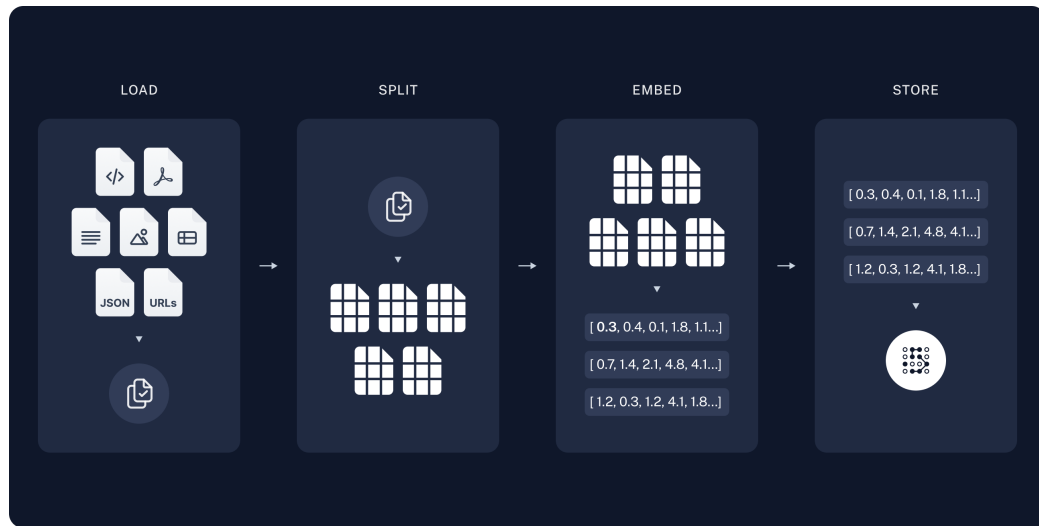 LOAD
SPLIT
EMBED
STORE
JSON
URLs
[ 0.3, 0.4, 0.1, 1.8, 1.1...]
[ 0.7, 1.4, 2.1, 4.8, 4.1...]
[ 1.2, 0.3, 1.2, 4.1, 1.8...]
[ 0.3, 0.4, 0.1, 1.8, 1.1...]
[ 0.7, 1.4, 2.1, 4.8, 4.1...]
[ 1.2, 0.3, 1.2, 4.1, 1.8...]